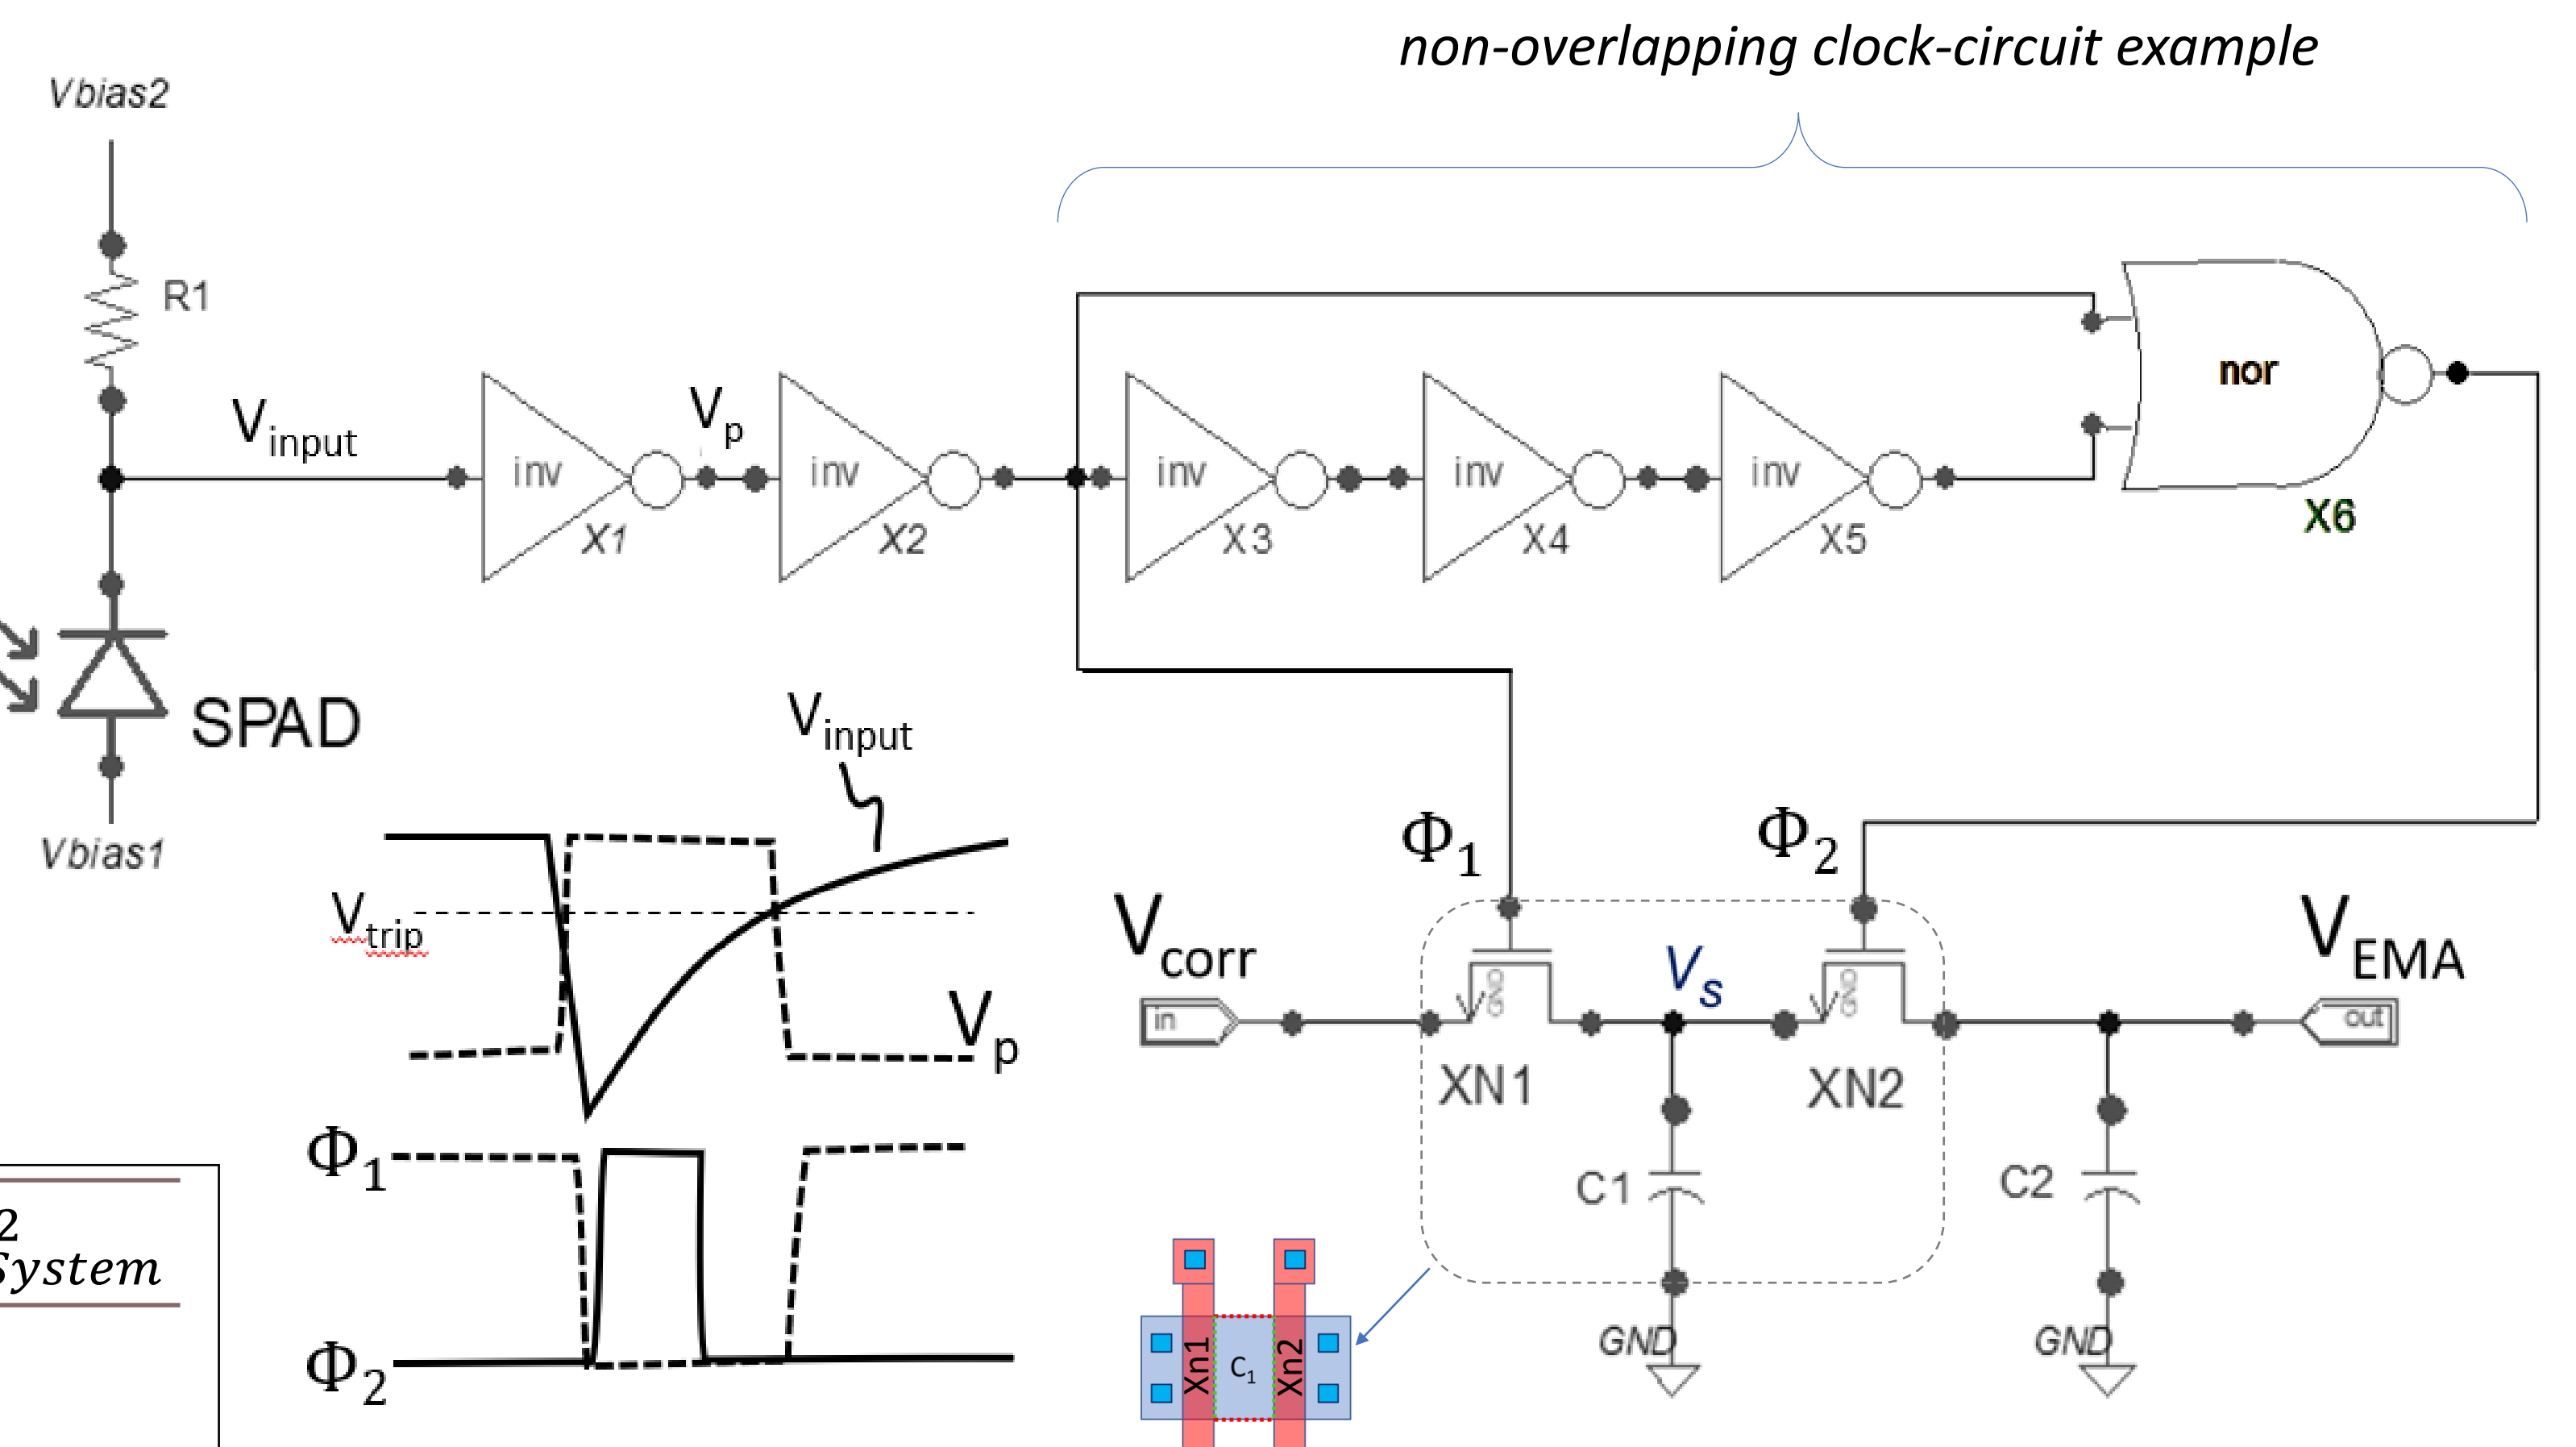 non-overlapping clock-circuit example
Vbias2
R1
Vinput
Vp
nor
inv
inv
inv
inv
inv
X1
X2
X3
X4
X5
X6
SPAD
Vbias1
Vinput
Vtrip
Vp
Φ1
Φ2
Φ1
Φ2
Vcorr
Vs
VEMA
in
GND
GND
out
XN1
XN2
C1
C2
GND
GND
Xn1
C1
Xn2
2
System